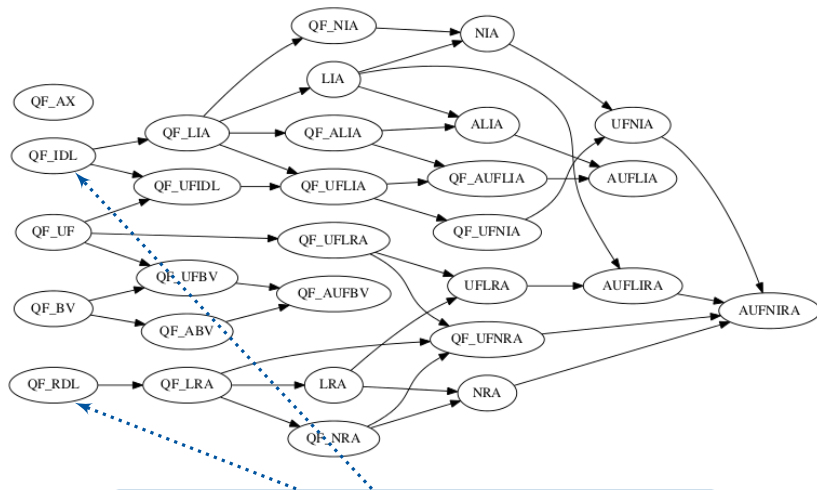 QF_NIA
NIA
LIA
QF_AX
QF_LIA
QF_ALIA
ALIA
UFNIA
QF_IDL
QF_UFIDL
QF_UFLIA
QF_AUFLIA
AUFLIA
QF_UF
QF_UFLRA
QF_UFNIA
QF_UFBV
QF_AUFBV
UFLRA
AUFLIRA
QF_BV
QF_ABV
QF_UFNRA
AUFNIRA
QF_RDL
QF_LRA
LRA
NRA
QF_NRA